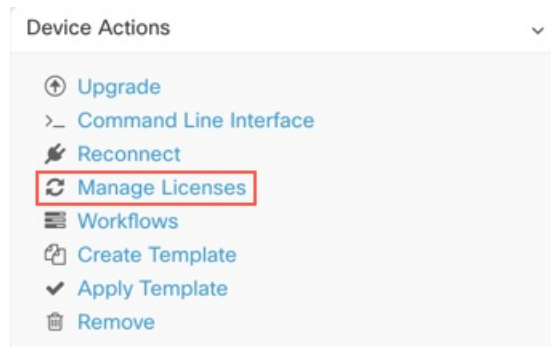 Device Actions
Upgrade
Command Line Interface
Reconnect
Manage Licenses
Workflows
Create Template
Apply Template
Remove